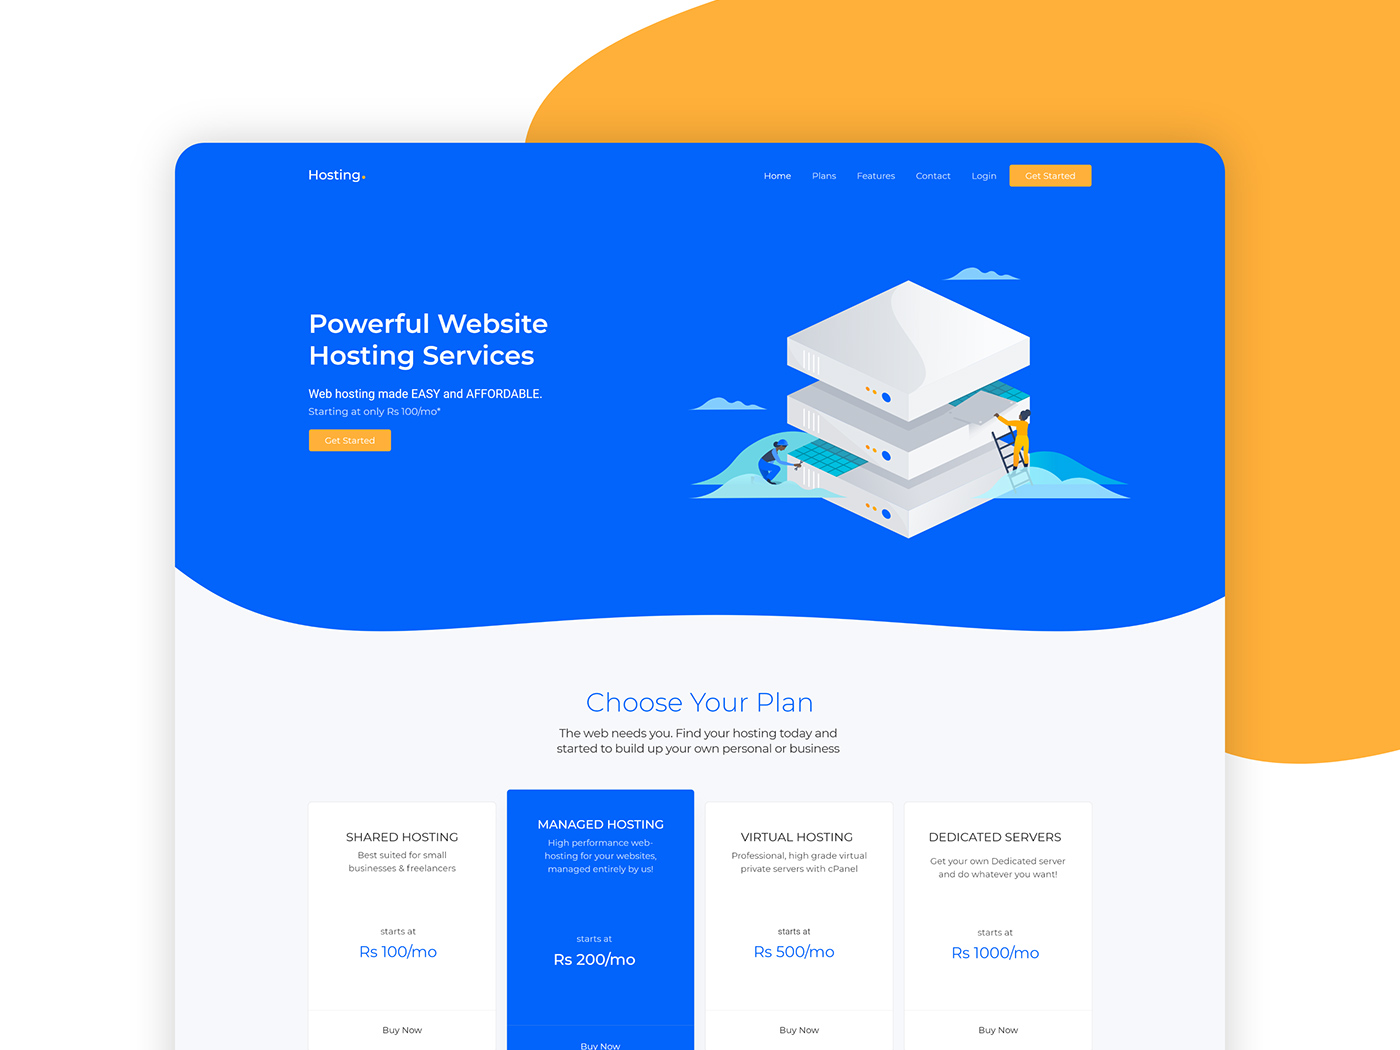 Hosting.
Home Plans Features Contact Login Get Started
Powerful Website
Hosting Services
Web hosting made EASY and AFFORDABLE.
Starting at only Rs 100/mo*
Get Started
Choose Your Plan
The web needs you. Find your hosting today and
started to build up your own personal or business
SHARED HOSTING
Best suited for small
businesses & freelancers
starts at
Rs 100/mo
Buy Now
MANAGED HOSTING
High performance web-
hosting for your websites,
managed entirely by us!
starts at
Rs 200/mo
Buy Now
VIRTUAL HOSTING
Professional, high grade virtual
private servers with cPanel
starts at
Rs 500/mo
Buy Now
DEDICATED SERVERS
Get your own Dedicated server
and do whatever you want!
starts at
Rs 1000/mo
Buy Now